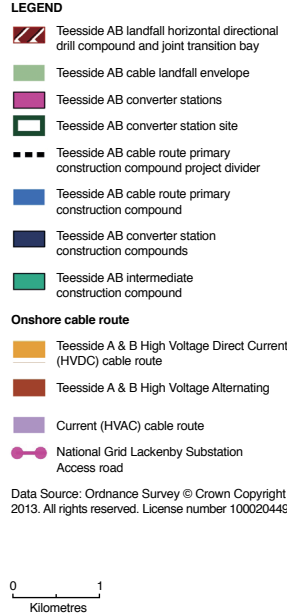 LEGEND
Teesside AB landfall horizontal directional
drill compound and joint transition bay
Teesside AB cable landfall envelope
Teesside AB converter stations
Teesside AB converter station site
Teesside AB cable route primary
construction compound project divider
Teesside AB cable route primary
construction compound
Teesside AB converter station
construction compounds
Teesside AB intermediate
construction compound
Onshore cable route
Teesside A & B High Voltage Direct Current
(HVDC) cable route
Teesside A & B High Voltage Alternating
Current (HVAC) cable route
National Grid Lackenby Substation
Access road
Data Source: Ordnance Survey © Crown Copyright
2013. All rights reserved. License number 100020449
0 1
Kilometres